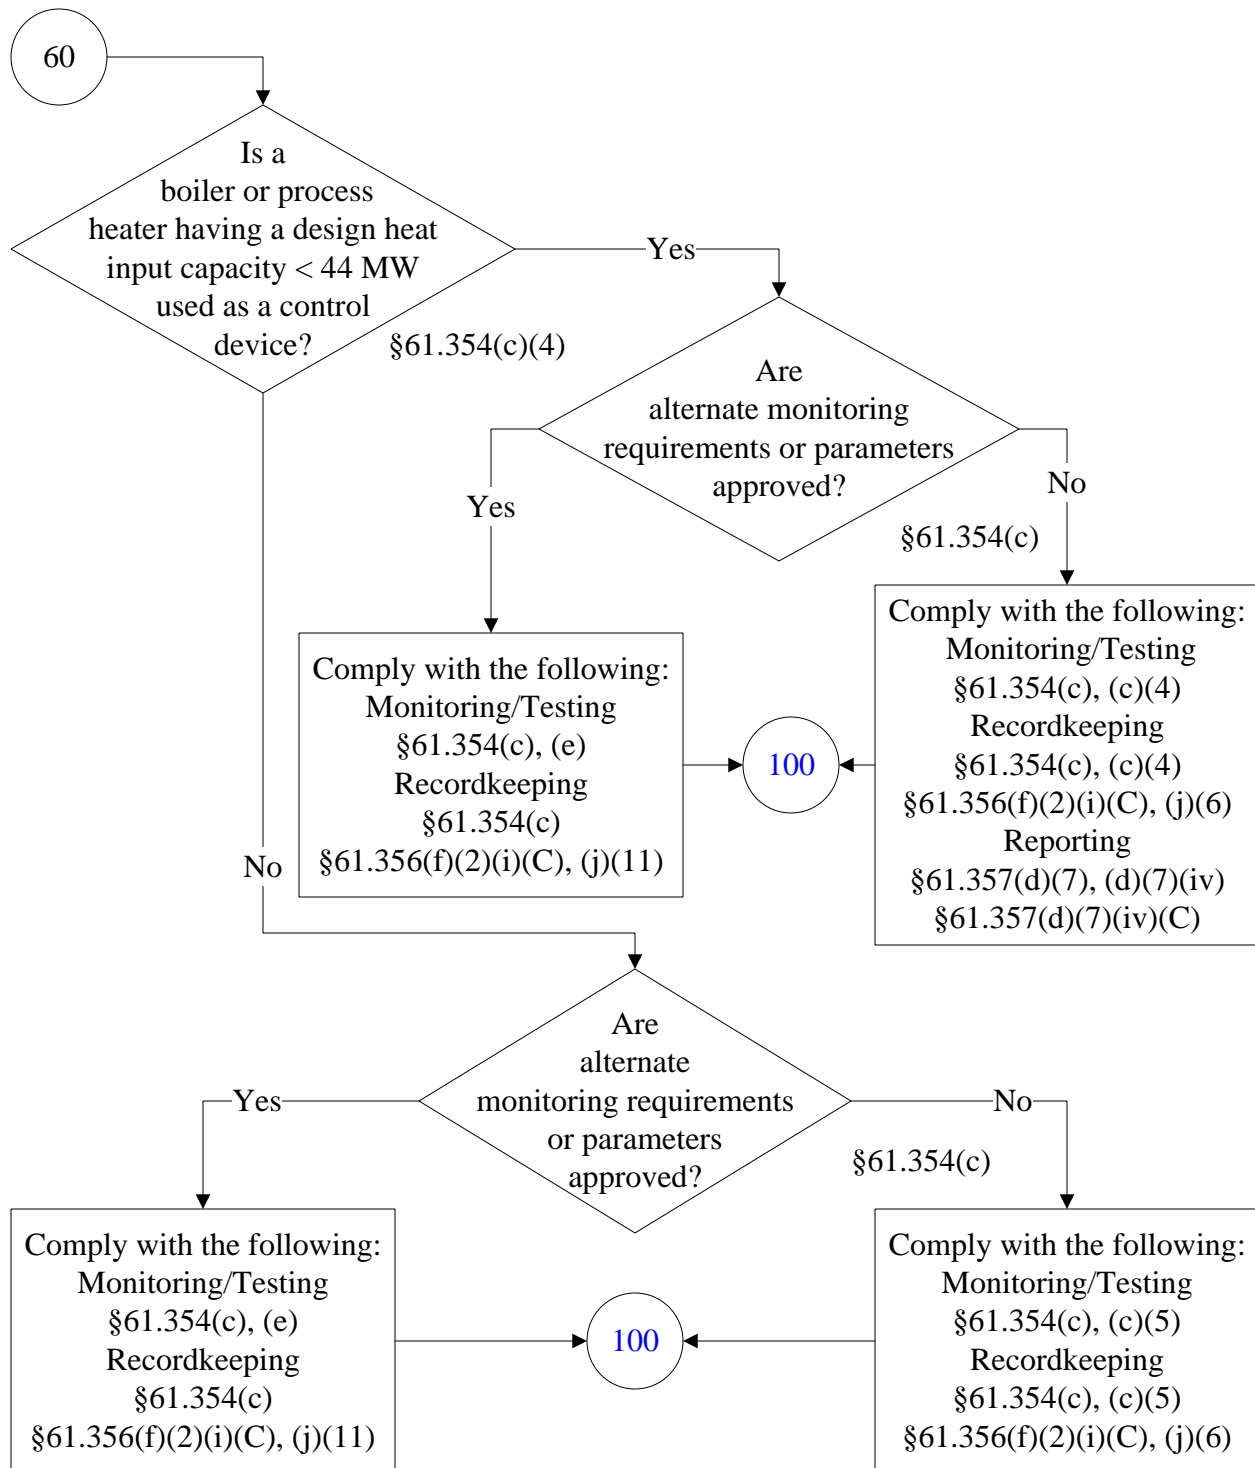 60
Is a
boiler or process
heater having a design heat
input capacity < 44 MW
used as a control
device?
§61.354(c)(4)
Yes
Are
alternate monitoring
requirements or parameters
approved?
§61.354(c)
Yes
No
Comply with the following:
Monitoring/Testing
§61.354(c), (e)
Recordkeeping
§61.354(c)
§61.356(f)(2)(i)(C), (j)(11)
100
Comply with the following:
Monitoring/Testing
§61.354(c), (c)(4)
Recordkeeping
§61.354(c), (c)(4)
§61.356(f)(2)(i)(C), (j)(6)
Reporting
§61.357(d)(7), (d)(7)(iv)
§61.357(d)(7)(iv)(C)
No
Are
alternate
monitoring requirements
or parameters
approved?
§61.354(c)
Yes
No
Comply with the following:
Monitoring/Testing
§61.354(c), (e)
Recordkeeping
§61.354(c)
§61.356(f)(2)(i)(C), (j)(11)
100
Comply with the following:
Monitoring/Testing
§61.354(c), (c)(5)
Recordkeeping
§61.354(c), (c)(5)
§61.356(f)(2)(i)(C), (j)(6)